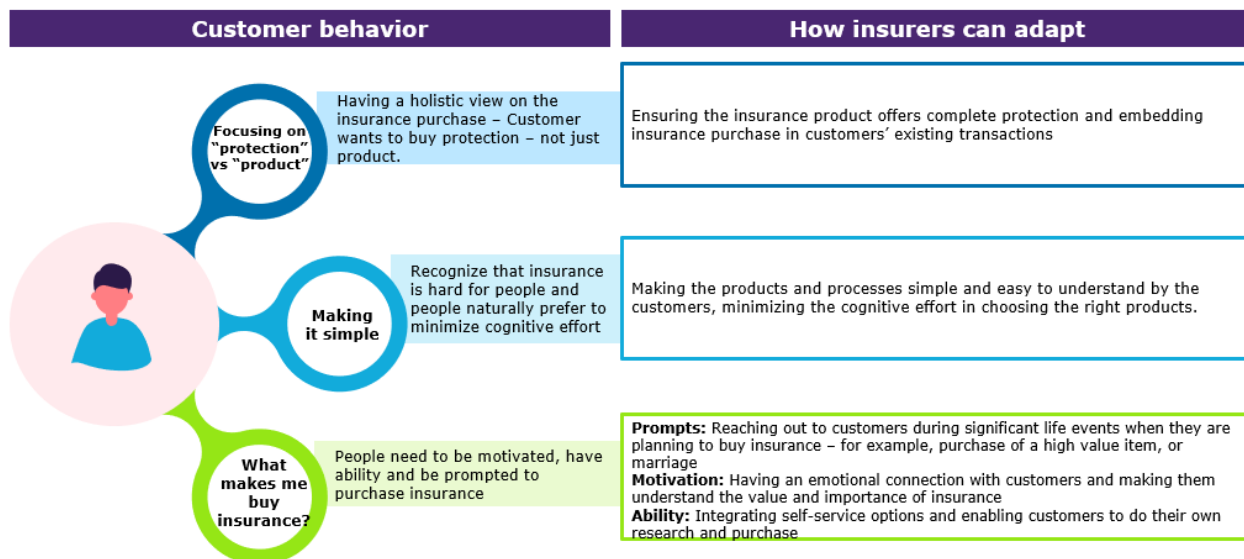 Customer behavior
How insurers can adapt
Focusing on
“protection”
vs “product”
Having a holistic view on the
insurance purchase – Customer
wants to buy protection – not just
product.
Ensuring the insurance product offers complete protection and embedding
insurance purchase in customers’ existing transactions
Making
it simple
Recognize that insurance
is hard for people and
people naturally prefer to
minimize cognitive effort
Making the products and processes simple and easy to understand by the
customers, minimizing the cognitive effort in choosing the right products.
What
makes me
buy
insurance?
People need to be motivated, have
ability and be prompted to
purchase insurance
Prompts: Reaching out to customers during significant life events when they are
planning to buy insurance – for example, purchase of a high value item, or
marriage
Motivation: Having an emotional connection with customers and making them
understand the value and importance of insurance
Ability: Integrating self-service options and enabling customers to do their own
research and purchase